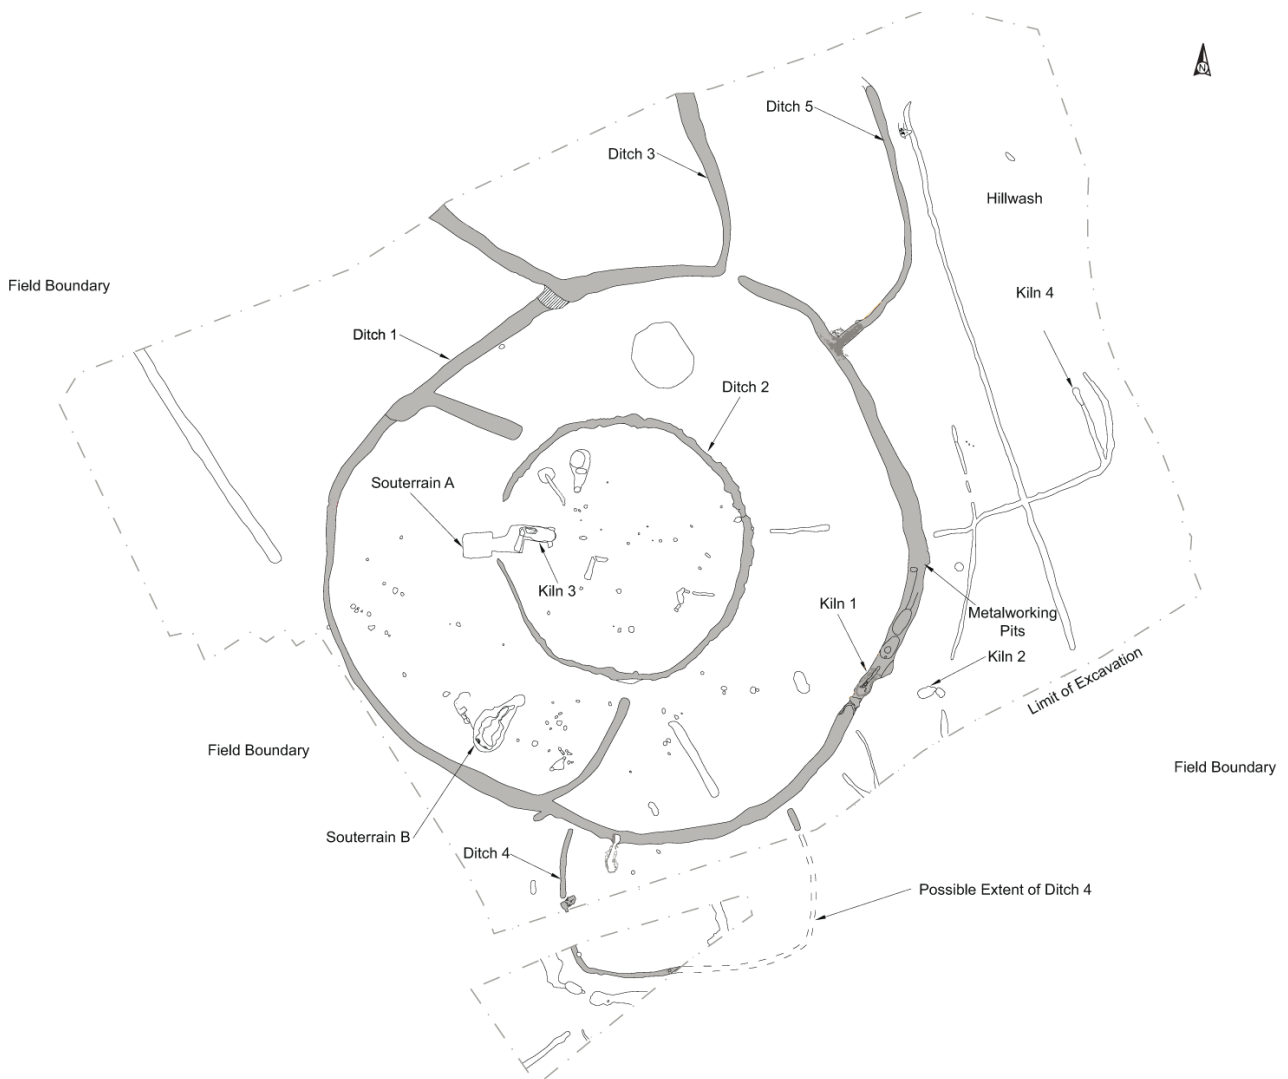 Ditch 5
N
Ditch 3
Hillwash
Field Boundary
Kiln 4
Ditch 1
Ditch 2
Souterrain A
Kiln 3
Kiln 1
Metalworking
Pits
Kiln 2
Limit of Excavation
Field Boundary
Field Boundary
Souterrain B
Ditch 4
Possible Extent of Ditch 4